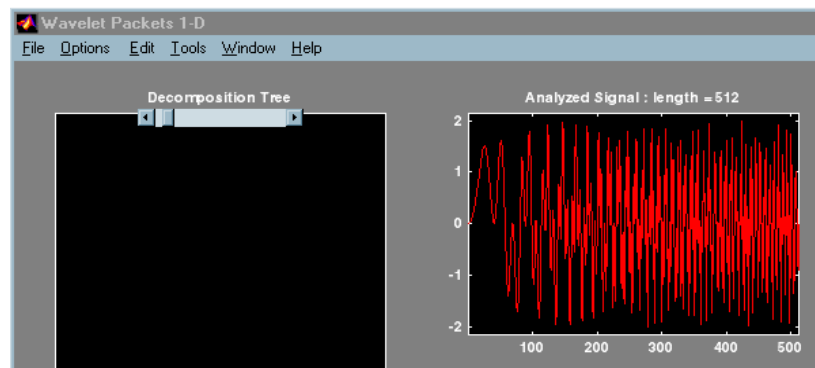 Wavelet Packets 1-D
File Options Edit Tools Window Help
Decomposition Tree
Analyzed Signal : length = 512
2
1
0
-1
-2
100 200 300 400 500